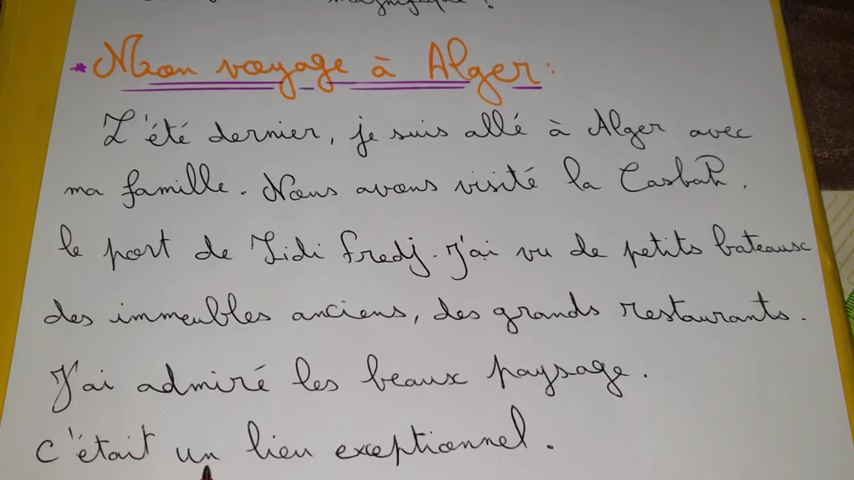 magnifique !
* Mon voyage à Alger :
L'été dernier, je suis allé à Alger avec
ma famille. Nous avons visité la Casbah,
le port de Sidi Fredj. J'ai vu de petits bateaux
des immeubles anciens, des grands restaurants.
J'ai admiré les beaux paysage.
c'était un lieu exceptionnel.